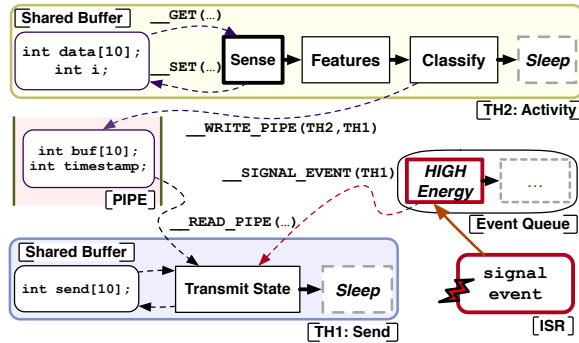 Shared Buffer
__GET(…)
int data[10];
int i;
__SET(…)
Sense
Features
Classify
Sleep
TH2: Activity
__WRITE_PIPE(TH2,TH1)
int buf[10];
int timestamp;
[PIPE]
__SIGNAL_EVENT(TH1)
HIGH
Energy
...
Event Queue
__READ_PIPE(…)
Shared Buffer
int send[10];
Transmit State
Sleep
TH1: Send
signal
event
ISR